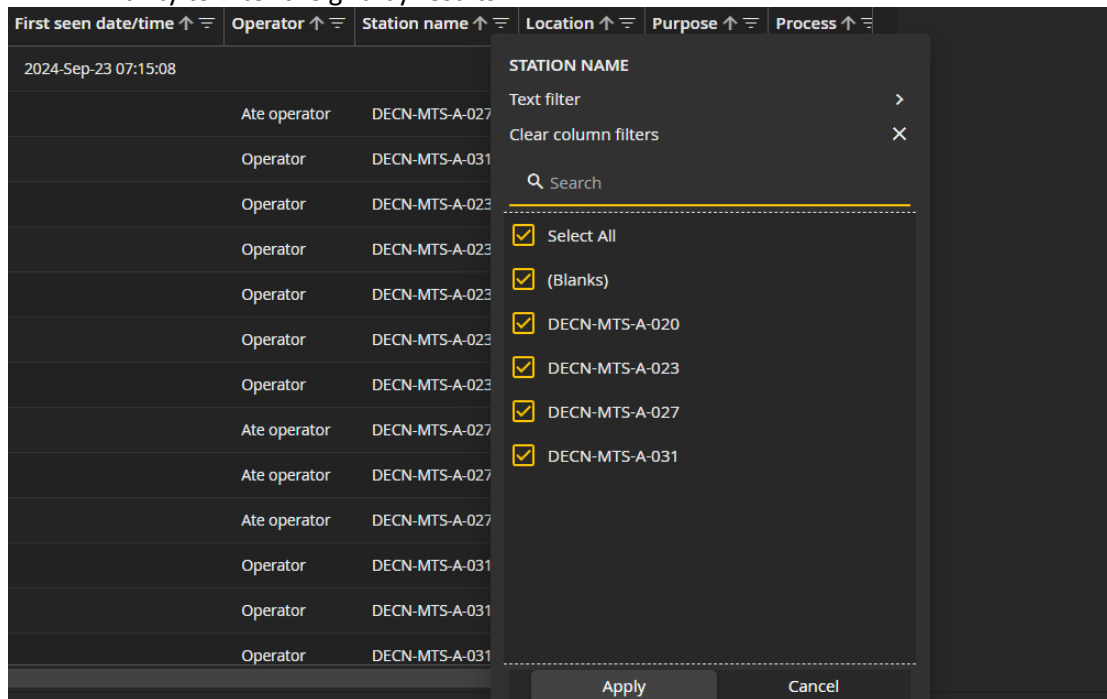 First seen date/time Operator Station name Location Purpose Process
2024-Sep-23 07:15:08
Ate operator DECN-MTS-A-027
Operator DECN-MTS-A-031
Operator DECN-MTS-A-023
Operator DECN-MTS-A-023
Operator DECN-MTS-A-023
Operator DECN-MTS-A-023
Operator DECN-MTS-A-023
Ate operator DECN-MTS-A-027
Ate operator DECN-MTS-A-027
Ate operator DECN-MTS-A-027
Operator DECN-MTS-A-031
Operator DECN-MTS-A-031
Operator DECN-MTS-A-031
STATION NAME
Text filter
Clear column filters
Search
Select All
(Blanks)
DECN-MTS-A-020
DECN-MTS-A-023
DECN-MTS-A-027
DECN-MTS-A-031
Apply Cancel